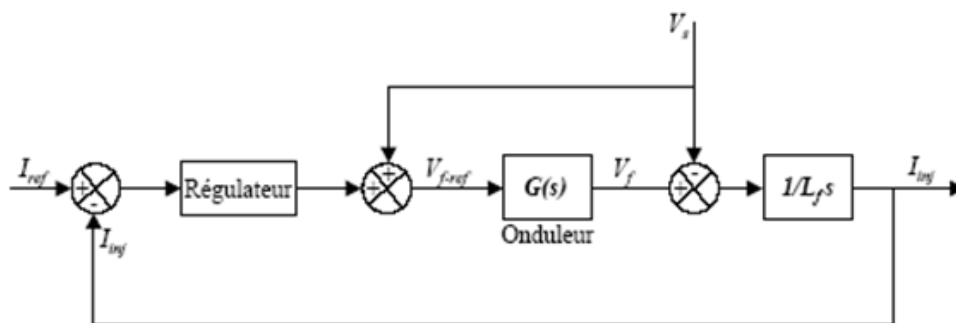 V_s
I_ref
+
-
Régulateur
+
+
V_f-ref
G(s)
V_f
+
-
1/L_f s
I_inj
Onduleur
I_inj